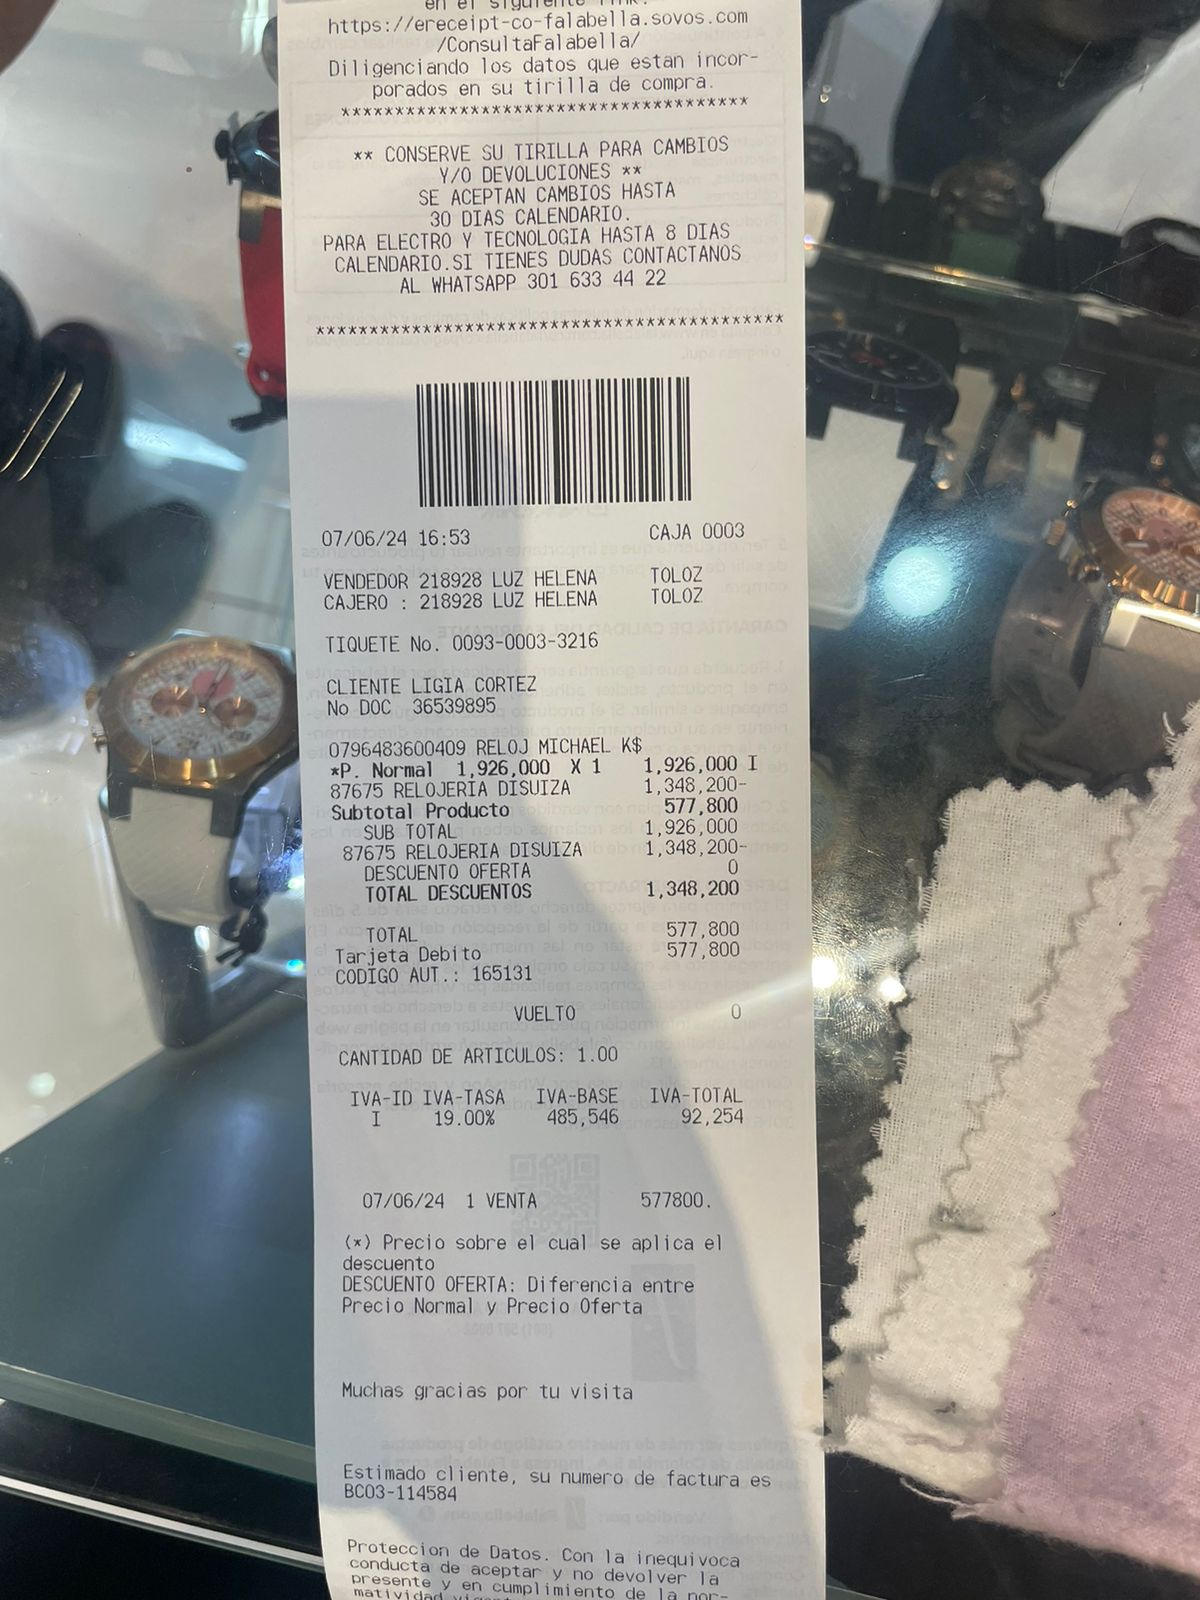 en el siguiente link:
https://ereceipt-co-falabella.sovos.com
/ConsultaFalabella/
Diligenciando los datos que estan incor-
porados en su tirilla de compra.
***************************************
** CONSERVE SU TIRILLA PARA CAMBIOS
Y/O DEVOLUCIONES **
SE ACEPTAN CAMBIOS HASTA
30 DIAS CALENDARIO.
PARA ELECTRO Y TECNOLOGIA HASTA 8 DIAS
CALENDARIO.SI TIENES DUDAS CONTACTANOS
AL WHATSAPP 301 633 44 22
********************************************
07/06/24 16:53 CAJA 0003
VENDEDOR 218928 LUZ HELENA TOLOZ
CAJERO : 218928 LUZ HELENA TOLOZ
TIQUETE No. 0093-0003-3216
CLIENTE LIGIA CORTEZ
No DOC 36539895
0796483600409 RELOJ MICHAEL K$
*P. Normal 1,926,000 X 1 1,926,000 I
87675 RELOJERIA DISUIZA 1,348,200-
Subtotal Producto 577,800
SUB TOTAL 1,926,000
87675 RELOJERIA DISUIZA 1,348,200-
DESCUENTO OFERTA 0
TOTAL DESCUENTOS 1,348,200
TOTAL 577,800
Tarjeta Debito 577,800
CODIGO AUT.: 165131
VUELTO 0
CANTIDAD DE ARTICULOS: 1.00
IVA-ID IVA-TASA IVA-BASE IVA-TOTAL
I 19.00% 485,546 92,254
07/06/24 1 VENTA 577800.
(*) Precio sobre el cual se aplica el
descuento
DESCUENTO OFERTA: Diferencia entre
Precio Normal y Precio Oferta
Muchas gracias por tu visita
Estimado cliente, su numero de factura es
BC03-114584
Proteccion de Datos. Con la inequivoca
conducta de aceptar y no devolver la
presente y en cumplimiento de la nor-